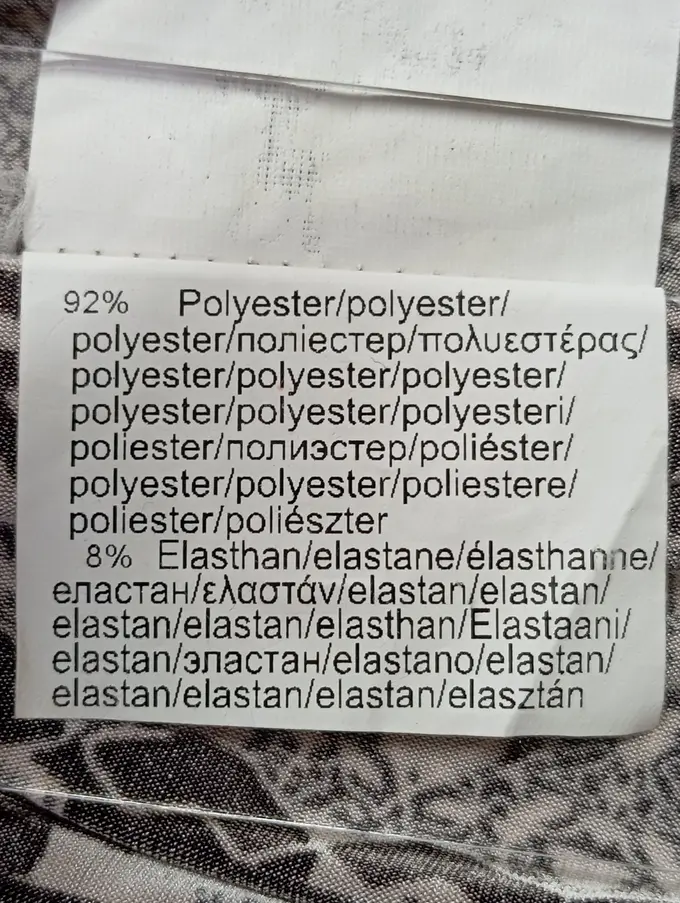 92% Polyester/polyester/
polyester/поліестер/πολυεστέρας/
polyester/polyester/polyester/
polyester/polyester/polyesteri/
poliester/полиэстер/poliéster/
polyester/polyester/poliestere/
poliester/poliészter
8% Elasthan/elastane/élasthanne/
еластан/ελαστάν/elastan/elastan/
elastan/elastan/elasthan/Elastaani/
elastan/эластан/elastano/elastan/
elastan/elastan/elastan/elasztán